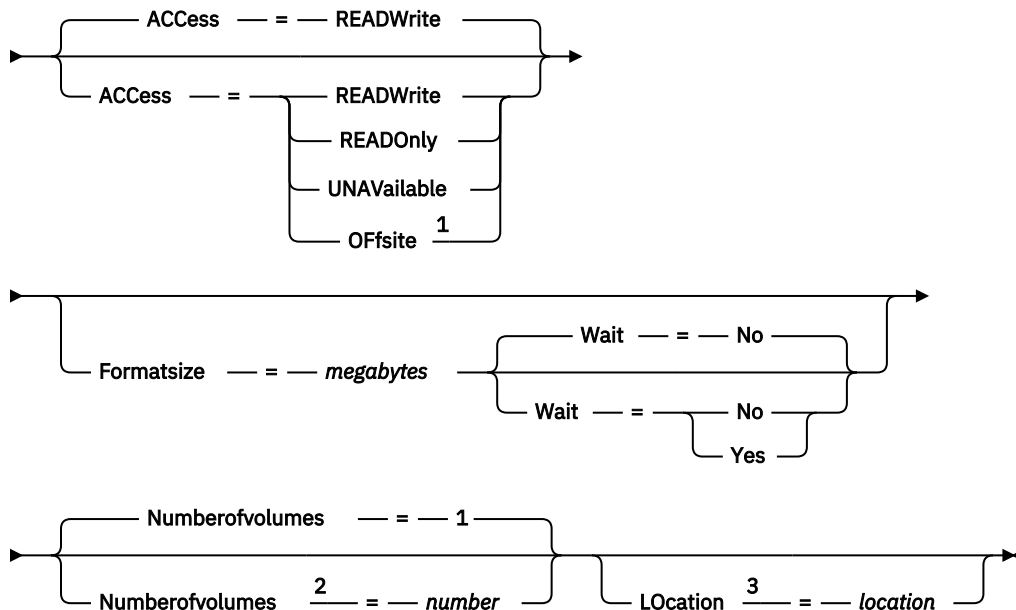 ACCess = READWrite
ACCess = READWrite
READOnly
UNAVailable
OFfsite 1
Wait = No
Formatsize = megabytes
Wait = No
Yes
Numberofvolumes = 1
Numberofvolumes 2 = number LOcation 3 = location